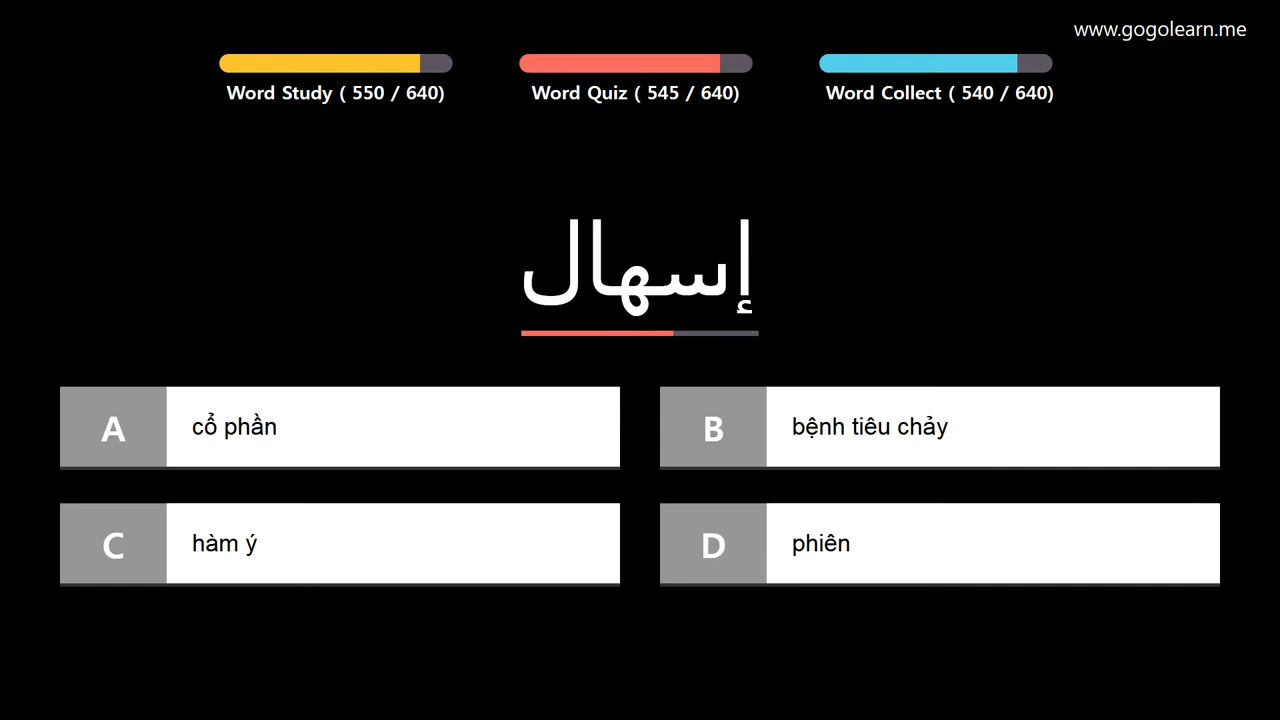 www.gogolearn.me
Word Study ( 550 / 640)
Word Quiz ( 545 / 640)
Word Collect ( 540 / 640)
إسهال
A
cổ phần
B
bệnh tiêu chảy
C
hàm ý
D
phiên